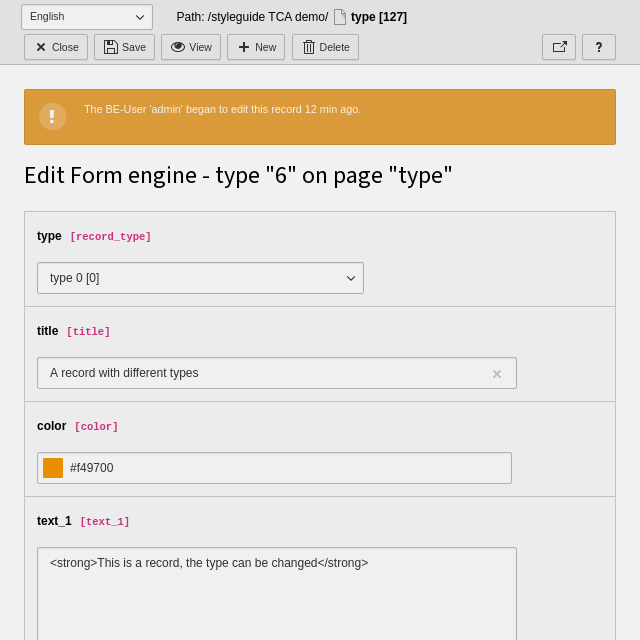 English
Path: /styleguide TCA demo/ type [127]
Close
Save
View
New
Delete
?
The BE-User 'admin' began to edit this record 12 min ago.
Edit Form engine - type "6" on page "type"
type [record_type]
type 0 [0]
title [title]
A record with different types
color [color]
#f49700
text_1 [text_1]
<strong>This is a record, the type can be changed</strong>